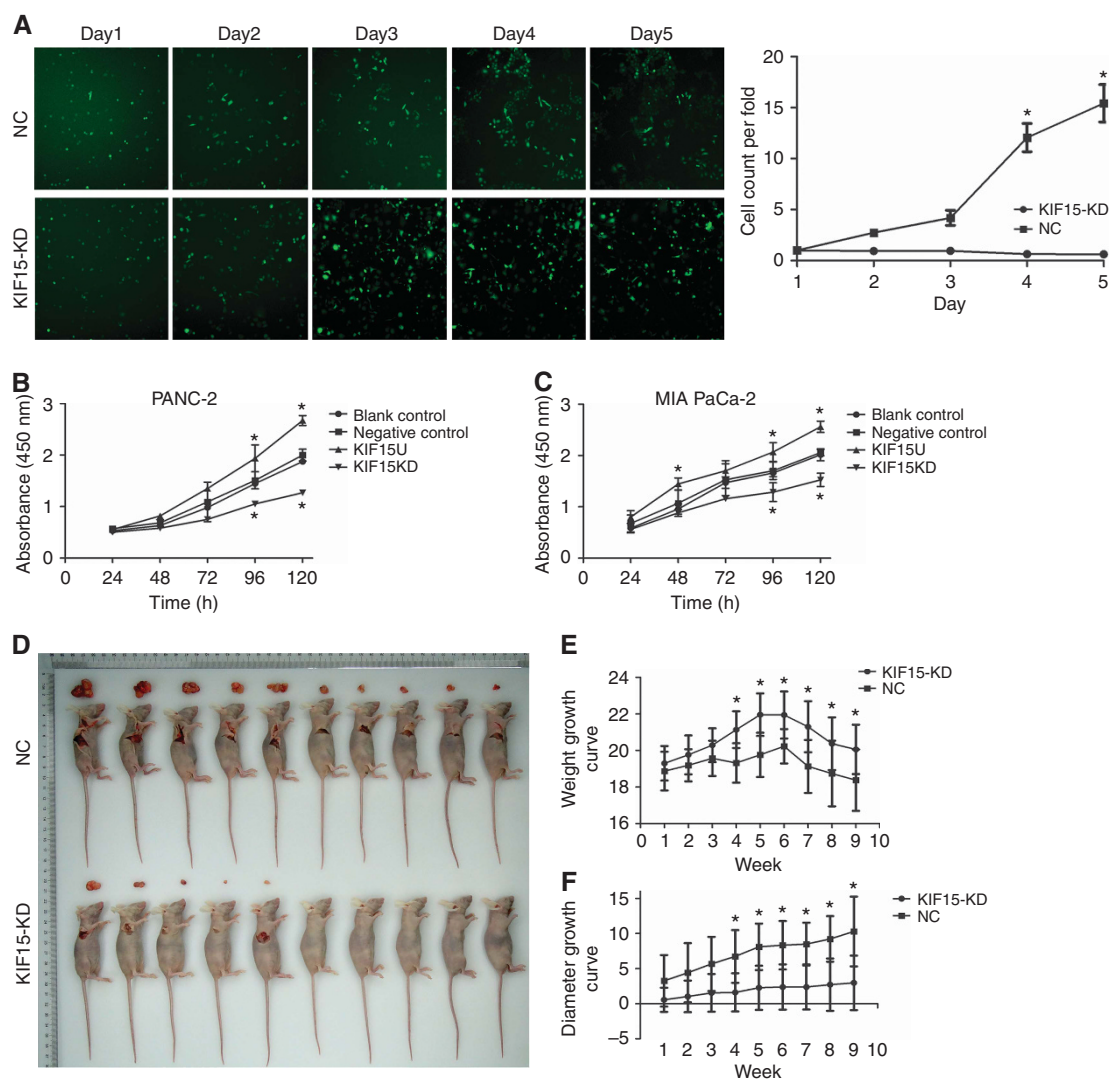 A
Day1 Day2 Day3 Day4 Day5
NC
KIF15-KD
Cell count per fold
20
15
10
5
0
* *
KIF15-KD
NC
1 2 3 4 5
Day
B
PANC-2
Absorbance (450 nm)
3
2
1
0
* *
* *
Blank control
Negative control
KIF15U
KIF15KD
0 24 48 72 96 120
Time (h)
C
MIA PaCa-2
Absorbance (450 nm)
3
2
1
0
* * *
* *
Blank control
Negative control
KIF15U
KIF15KD
0 24 48 72 96 120
Time (h)
D
NC
KIF15-KD
E
Weight growth
curve
24
22
20
18
16
* * * * * *
KIF15-KD
NC
0 1 2 3 4 5 6 7 8 9 10
Week
F
Diameter growth
curve
15
10
5
0
–5
* * * * * *
KIF15-KD
NC
1 2 3 4 5 6 7 8 9 10
Week